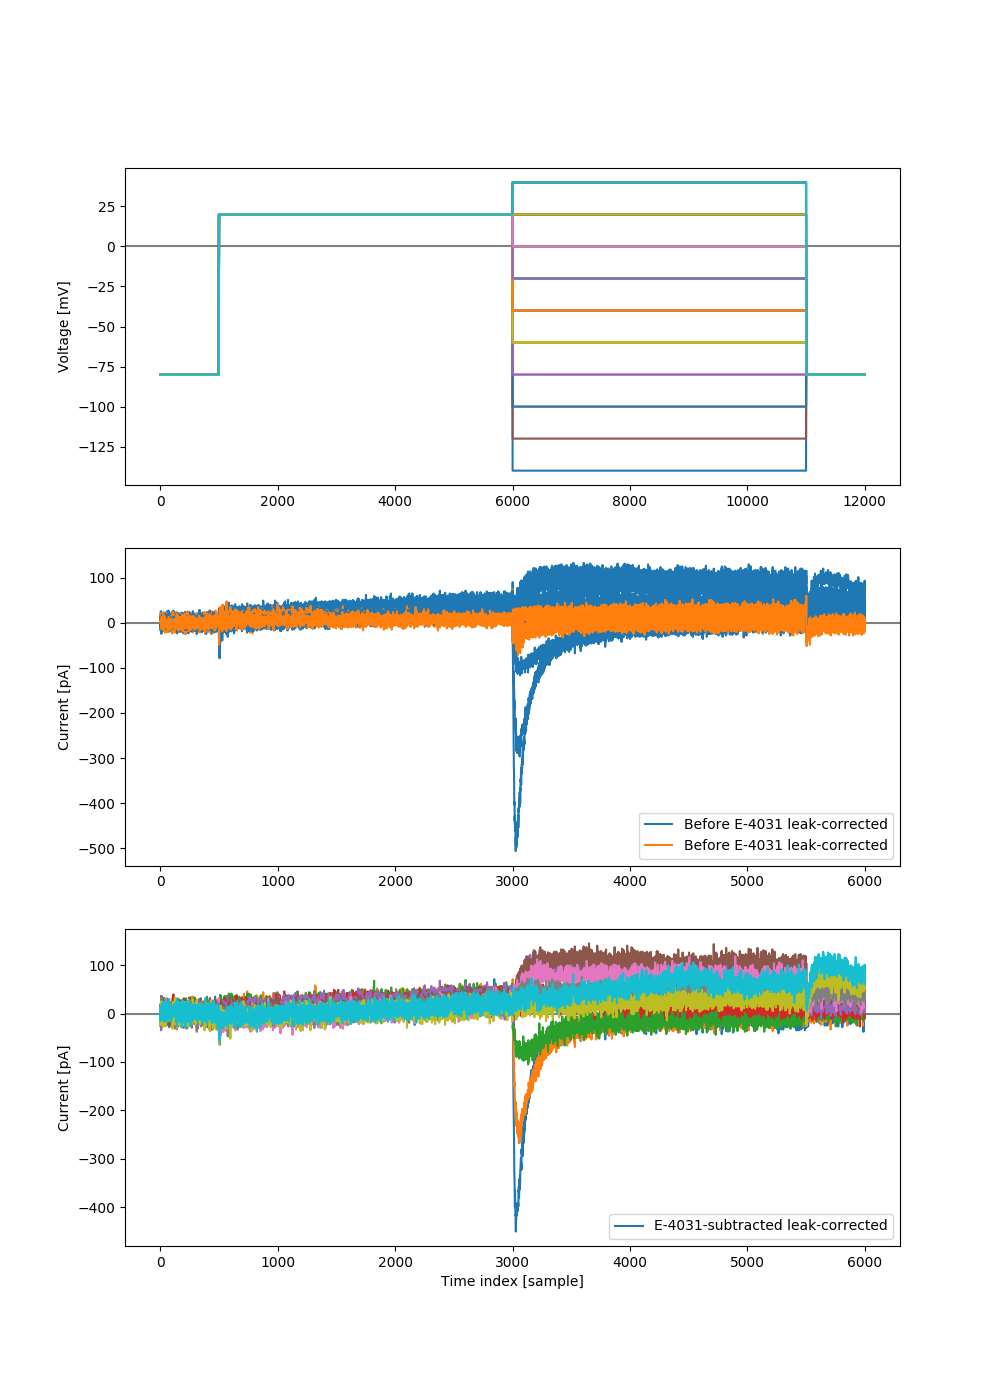 25
0
−25
−50
−75
−100
−125
Voltage [mV]
0 2000 4000 6000 8000 10000 12000
100
0
−100
−200
−300
−400
−500
Current [pA]
Before E-4031 leak-corrected
Before E-4031 leak-corrected
0 1000 2000 3000 4000 5000 6000
100
0
−100
−200
−300
−400
Current [pA]
E-4031-subtracted leak-corrected
0 1000 2000 3000 4000 5000 6000
Time index [sample]